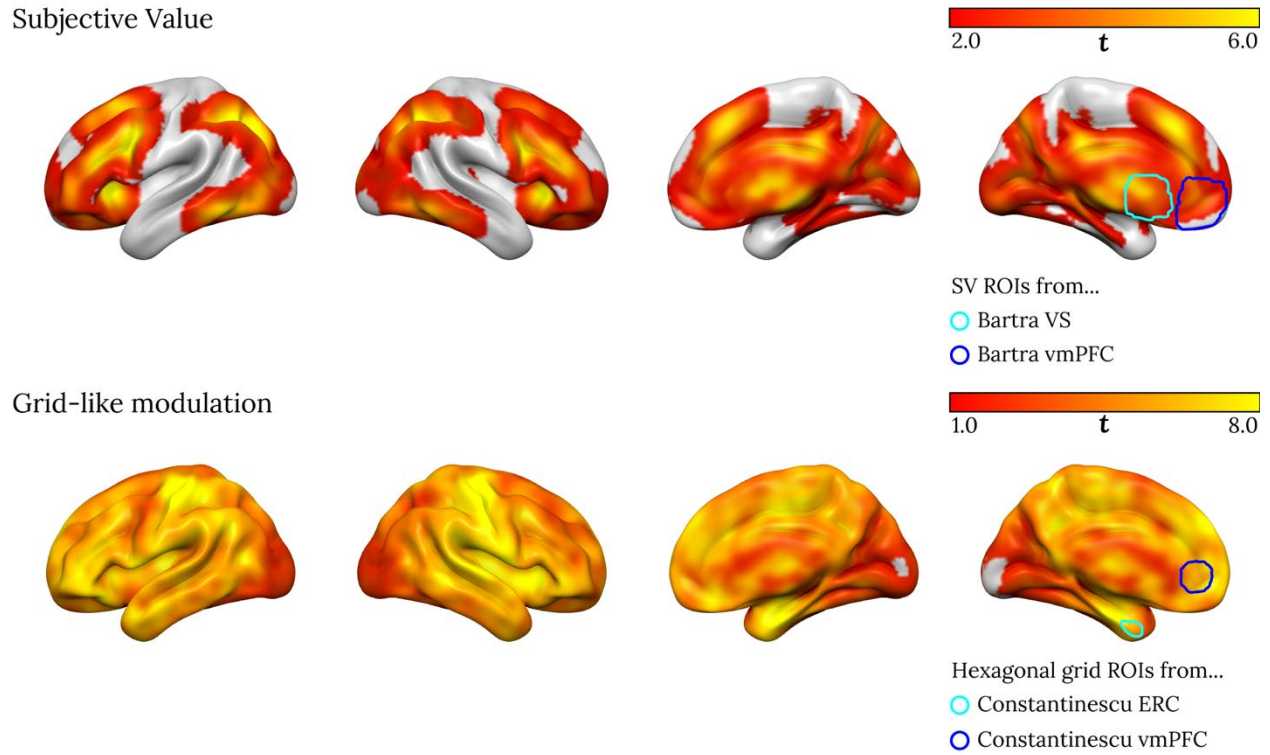 Subjective Value
2.0 t 6.0
SV ROIs from...
Bartra VS
Bartra vmPFC
Grid-like modulation
1.0 t 8.0
Hexagonal grid ROIs from...
Constantinescu ERC
Constantinescu vmPFC